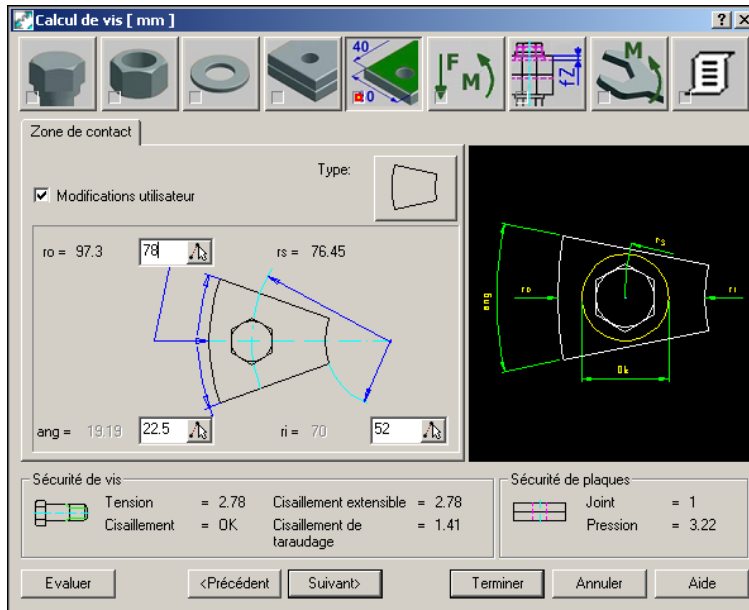 Calcul de vis [ mm ]
40
F
M
fZ
M
Zone de contact
Type:
Modifications utilisateur
ro = 97.3 78 rs = 76.45
ang = 19.19 22.5 ri = 70 52
rs
ang
ro
ri
Dk
Sécurité de vis
Tension = 2.78 Cisaillement extensible = 2.78
Cisaillement = OK Cisaillement de taraudage = 1.41
Sécurité de plaques
Joint = 1
Pression = 3.22
Evaluer <Précédent Suivant> Terminer Annuler Aide